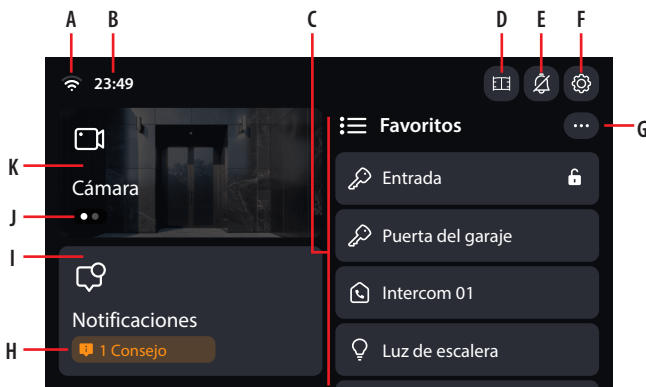 A B C D E F
23:49
Favoritos
G
K
Cámara
Entrada
J
Puerta del garaje
I
Intercom 01
Notificaciones
H
1 Consejo
Luz de escalera